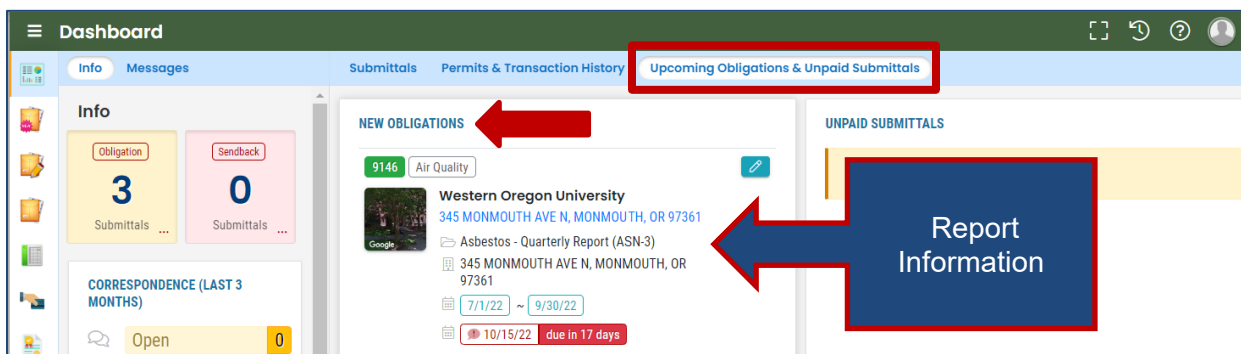 Dashboard
Info Messages Submittals Permits & Transaction History Upcoming Obligations & Unpaid Submittals
Info
Obligation
3
Submittals ...
Sendback
0
Submittals ...
CORRESPONDENCE (LAST 3
MONTHS)
Open 0
NEW OBLIGATIONS
9146 Air Quality
Western Oregon University
345 MONMOUTH AVE N, MONMOUTH, OR 97361
Google
Asbestos - Quarterly Report (ASN-3)
345 MONMOUTH AVE N, MONMOUTH, OR
97361
7/1/22 ~ 9/30/22
10/15/22 due in 17 days
UNPAID SUBMITTALS
Report
Information